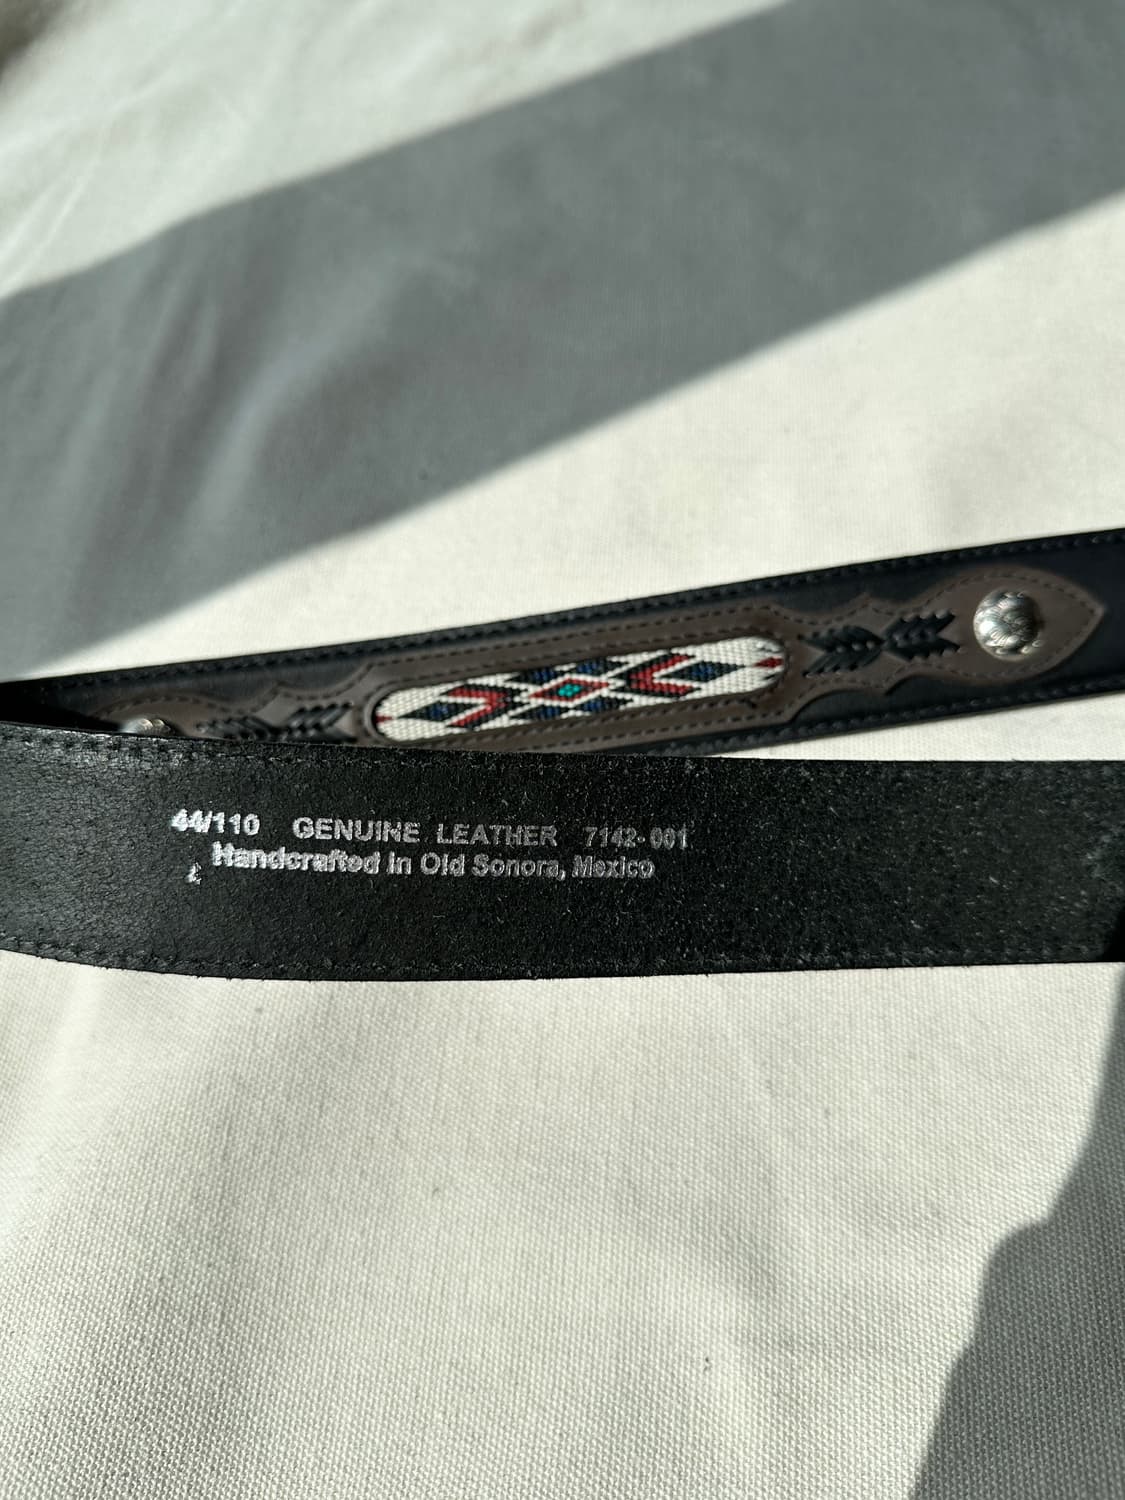 44/110 GENUINE LEATHER 7142-001
Handcrafted in Old Sonora, Mexico